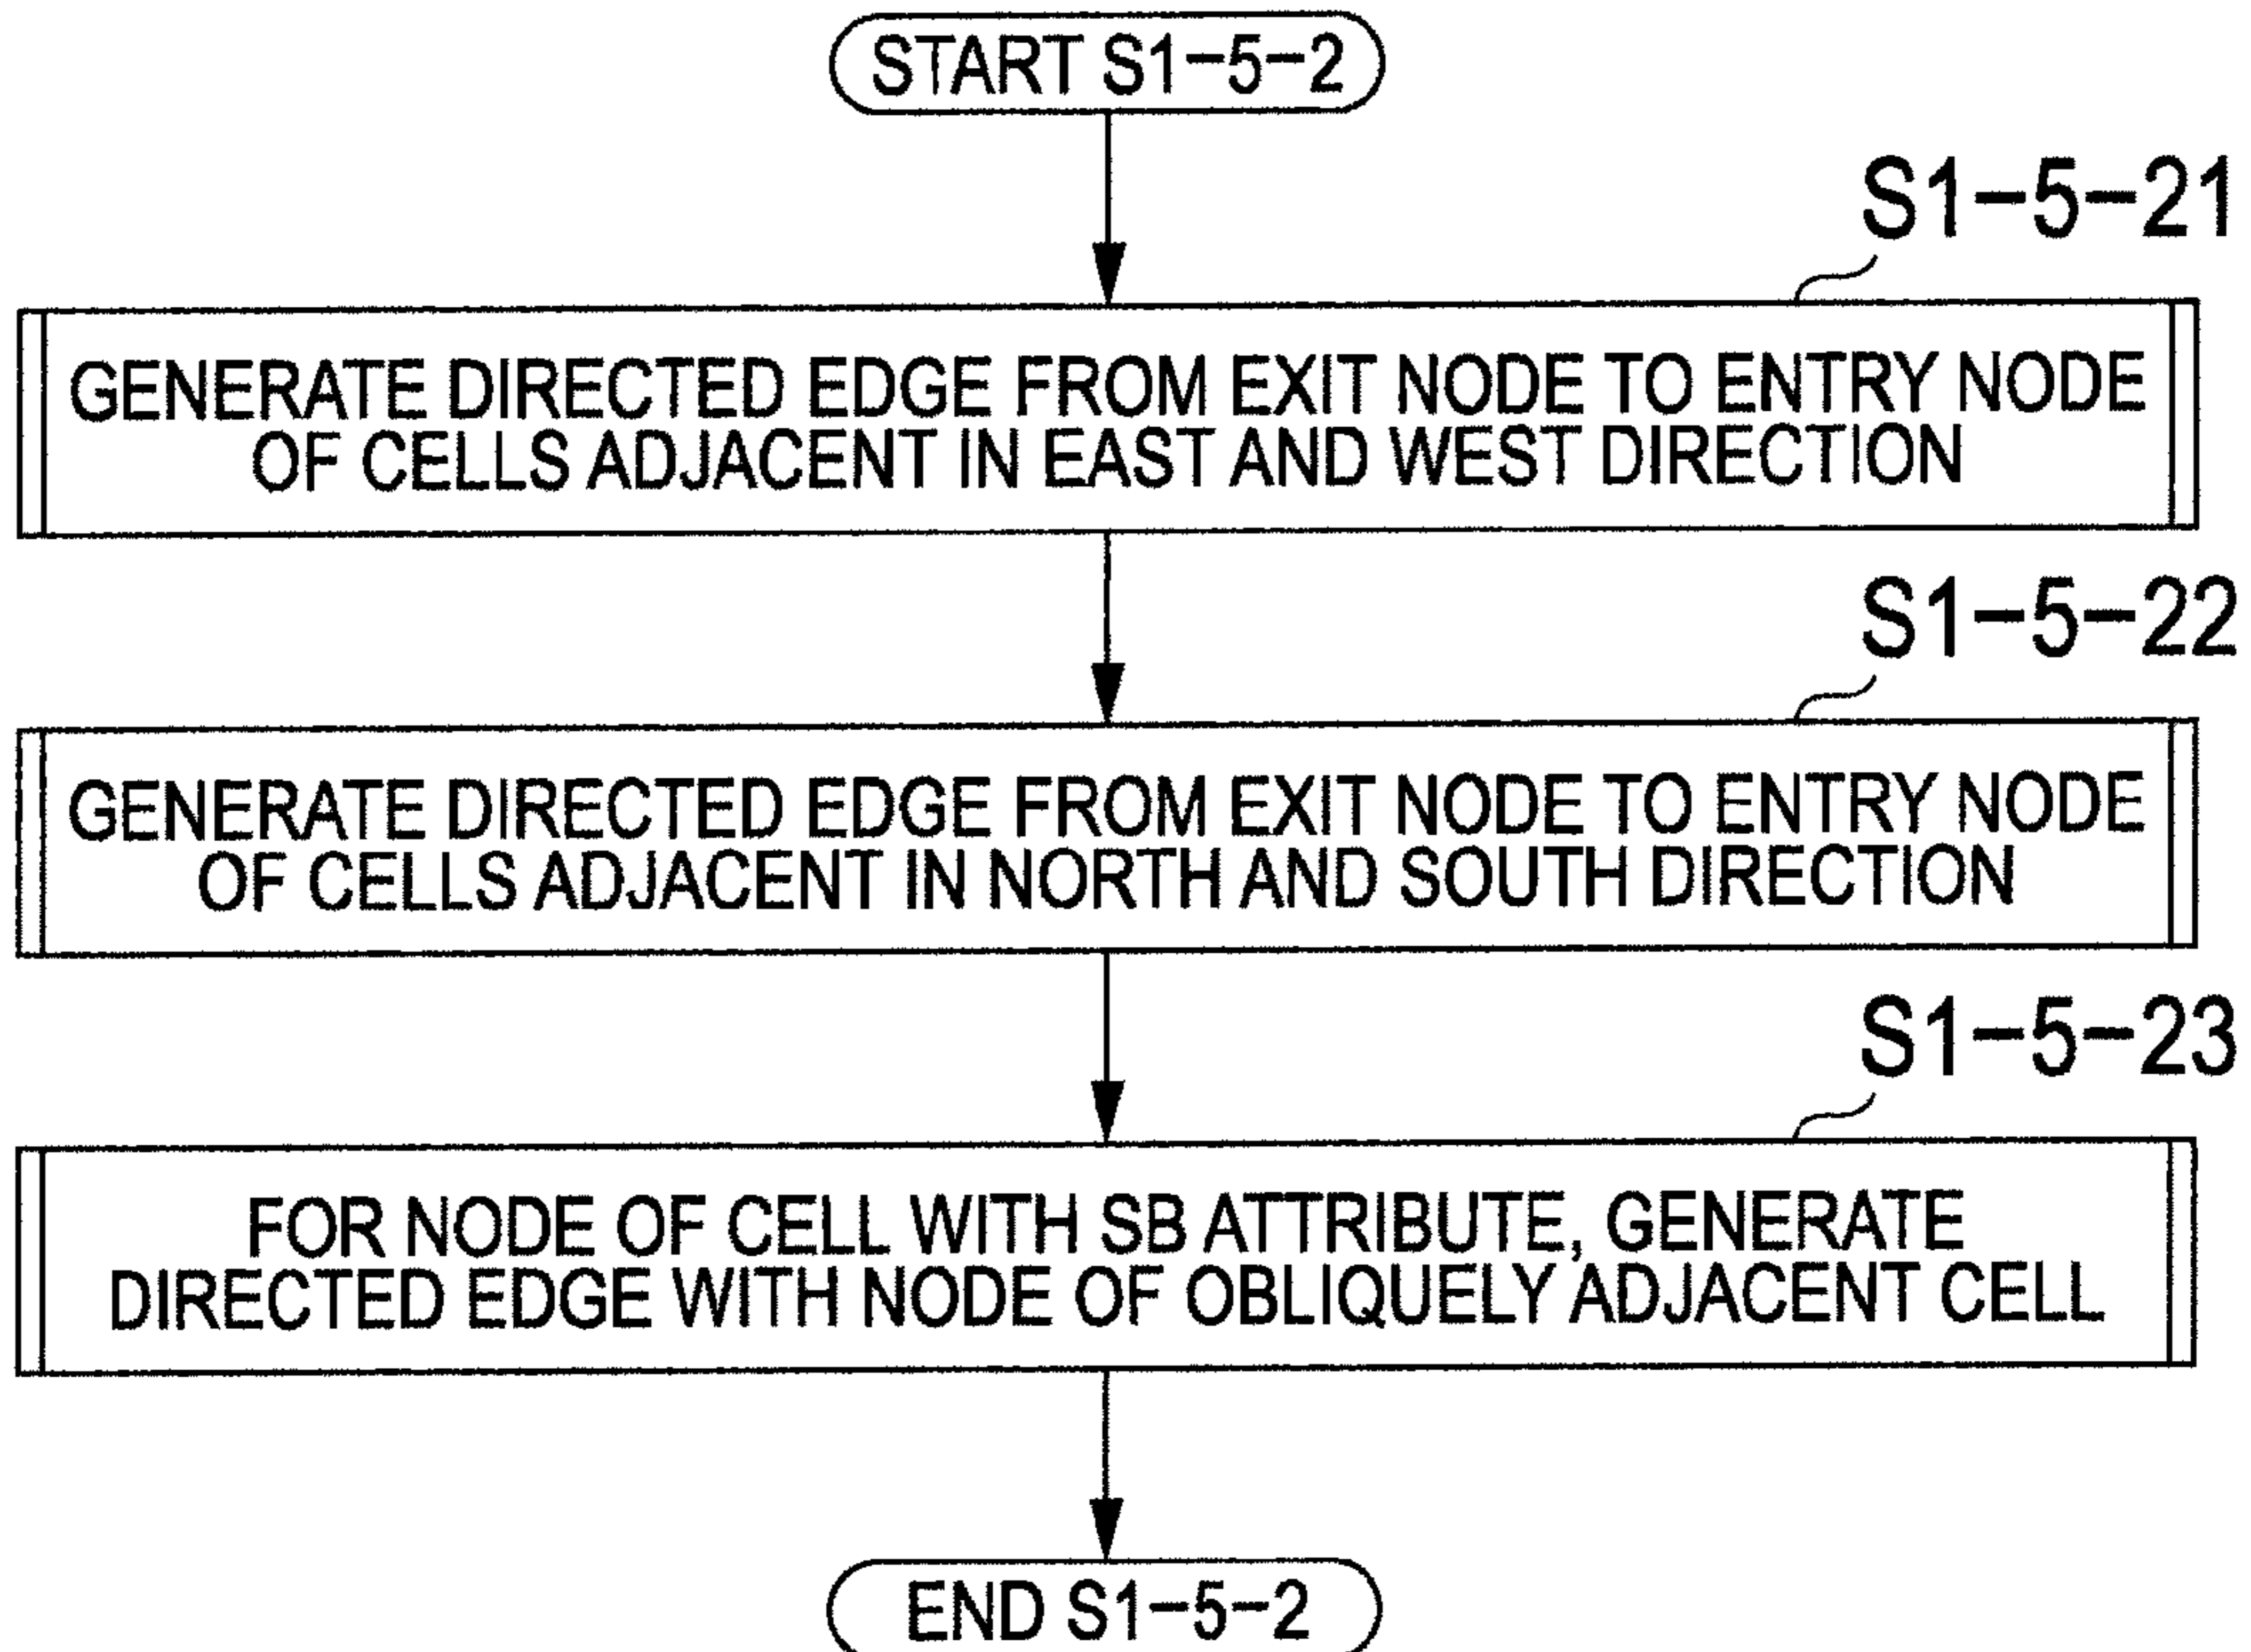 START S1-5-2
S1-5-21
GENERATE DIRECTED EDGE FROM EXIT NODE TO ENTRY NODE
OF CELLS ADJACENT IN EAST AND WEST DIRECTION
S1-5-22
GENERATE DIRECTED EDGE FROM EXIT NODE TO ENTRY NODE
OF CELLS ADJACENT IN NORTH AND SOUTH DIRECTION
S1-5-23
FOR NODE OF CELL WITH SB ATTRIBUTE, GENERATE
DIRECTED EDGE WITH NODE OF OBLIQUELY ADJACENT CELL
END S1-5-2